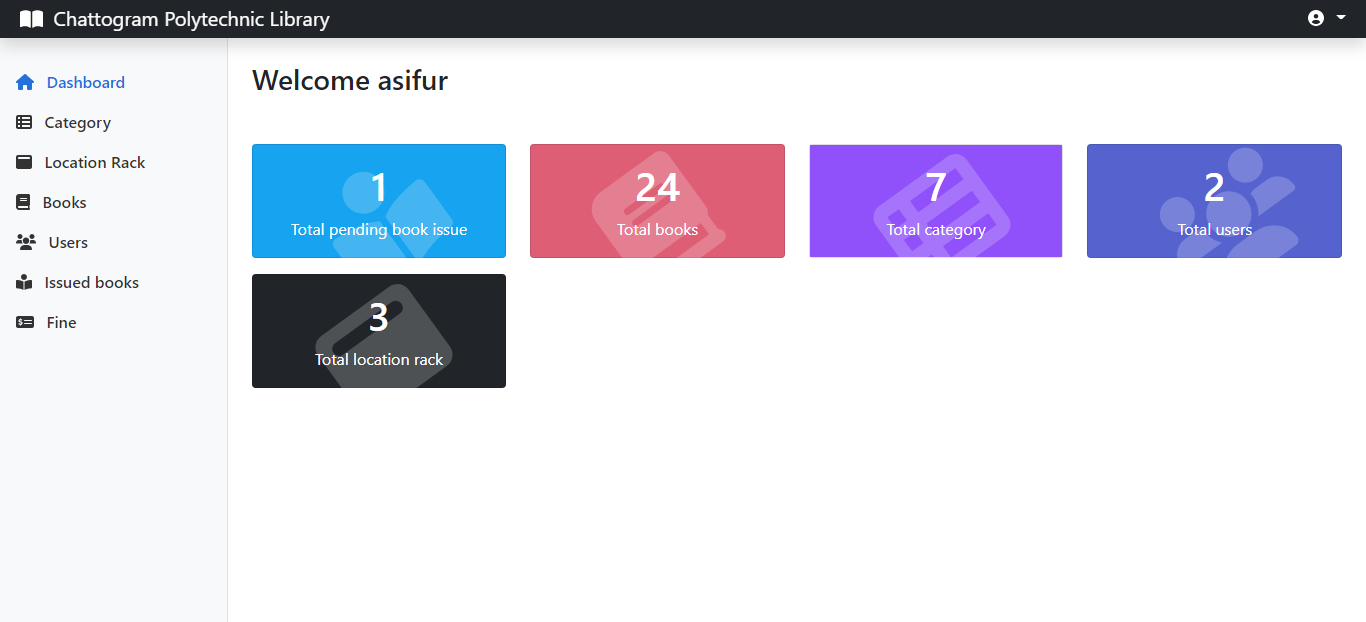 Chattogram Polytechnic Library
Dashboard
Category
Location Rack
Books
Users
Issued books
Fine
Welcome asifur
1
Total pending book issue
24
Total books
7
Total category
2
Total users
3
Total location rack